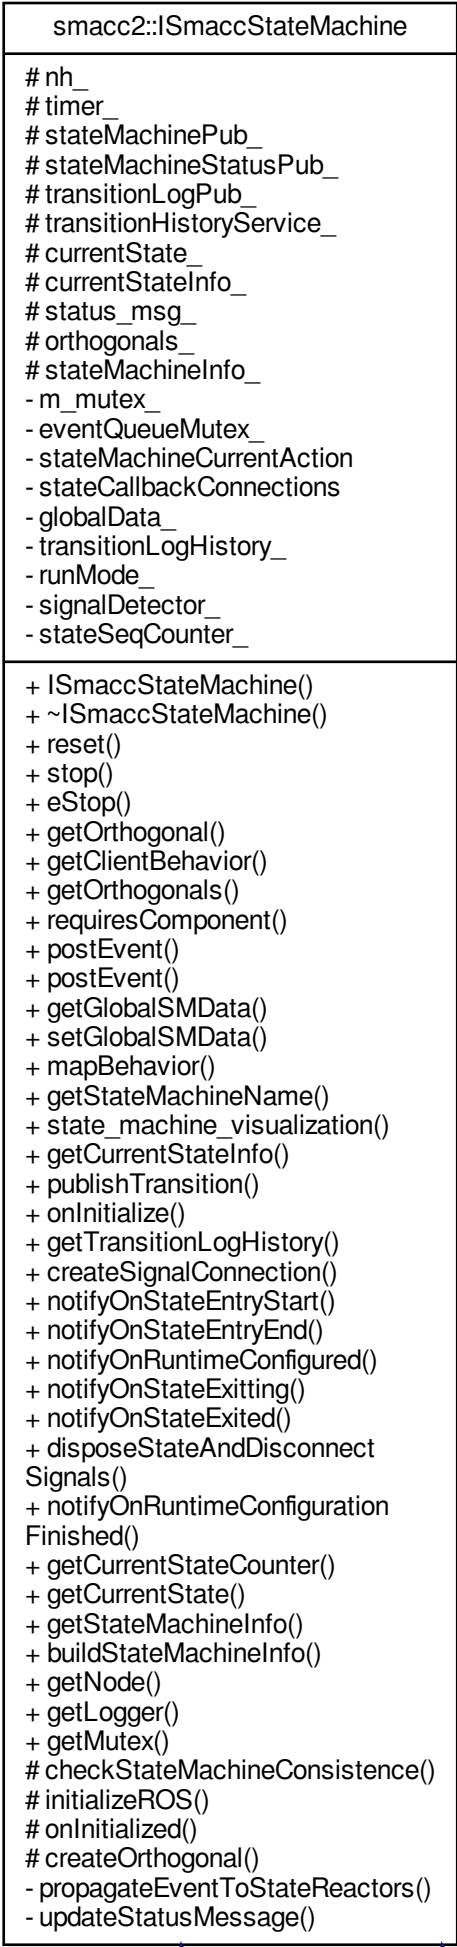 smacc2::ISmaccStateMachine
# nh_
# timer_
# stateMachinePub_
# stateMachineStatusPub_
# transitionLogPub_
# transitionHistoryService_
# currentState_
# currentStateInfo_
# status_msg_
# orthogonals_
# stateMachineInfo_
- m_mutex_
- eventQueueMutex_
- stateMachineCurrentAction
- stateCallbackConnections
- globalData_
- transitionLogHistory_
- runMode_
- signalDetector_
- stateSeqCounter_
+ ISmaccStateMachine()
+ ~ISmaccStateMachine()
+ reset()
+ stop()
+ eStop()
+ getOrthogonal()
+ getClientBehavior()
+ getOrthogonals()
+ requiresComponent()
+ postEvent()
+ postEvent()
+ getGlobalSMData()
+ setGlobalSMData()
+ mapBehavior()
+ getStateMachineName()
+ state_machine_visualization()
+ getCurrentStateInfo()
+ publishTransition()
+ onInitialize()
+ getTransitionLogHistory()
+ createSignalConnection()
+ notifyOnStateEntryStart()
+ notifyOnStateEntryEnd()
+ notifyOnRuntimeConfigured()
+ notifyOnStateExitting()
+ notifyOnStateExited()
+ disposeStateAndDisconnect
Signals()
+ notifyOnRuntimeConfiguration
Finished()
+ getCurrentStateCounter()
+ getCurrentState()
+ getStateMachineInfo()
+ buildStateMachineInfo()
+ getNode()
+ getLogger()
+ getMutex()
# checkStateMachineConsistence()
# initializeROS()
# onInitialized()
# createOrthogonal()
- propagateEventToStateReactors()
- updateStatusMessage()